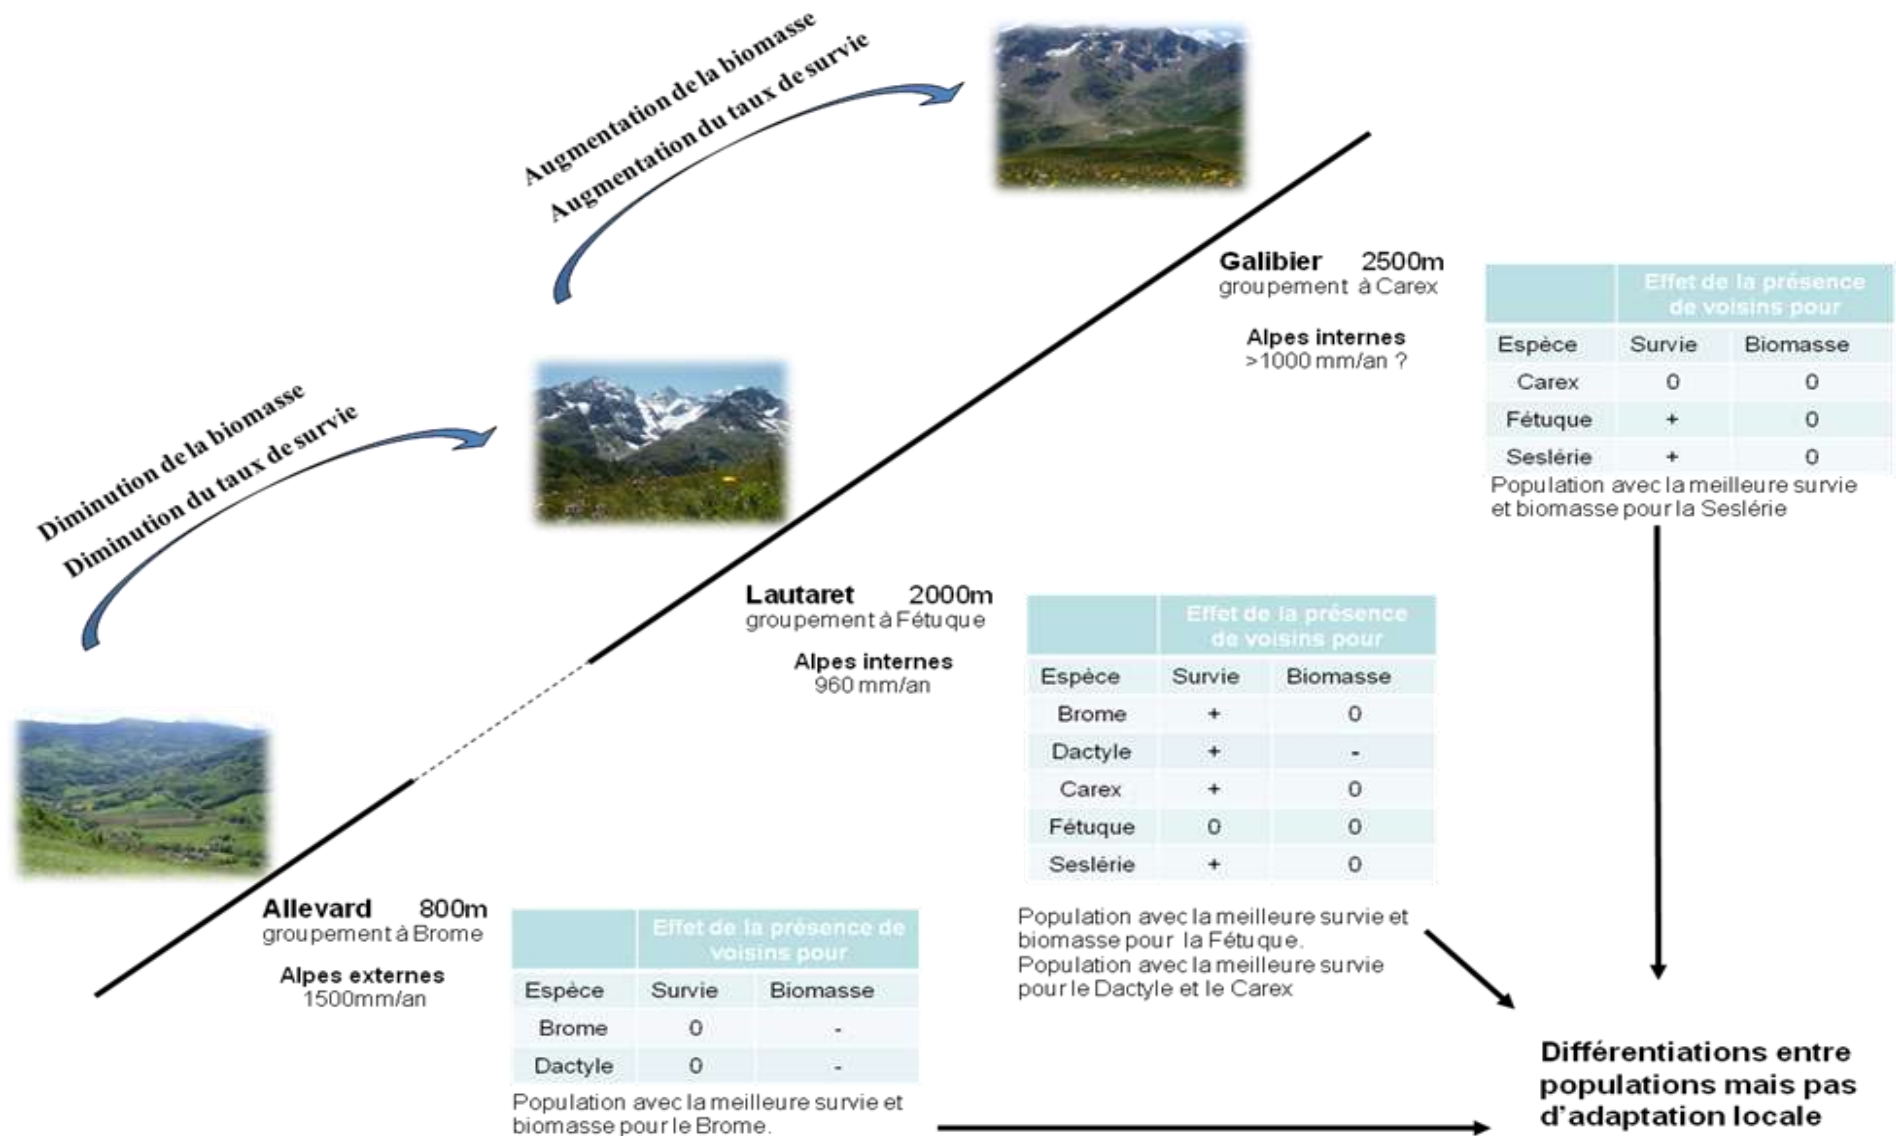 Augmentation de la biomasse
Augmentation du taux de survie
Diminution de la biomasse
Diminution du taux de survie
Galibier 2500m
groupement à Carex
Alpes internes
>1000 mm/an ?
Effet de la présence
de voisins pour
Espèce Survie Biomasse
Carex 0 0
Fétuque + 0
Seslérie + 0
Population avec la meilleure survie
et biomasse pour la Seslérie
Lautaret 2000m
groupement à Fétuque
Alpes internes
960 mm/an
Effet de la présence
de voisins pour
Espèce Survie Biomasse
Brome + 0
Dactyle + -
Carex + 0
Fétuque 0 0
Seslérie + 0
Population avec la meilleure survie et
biomasse pour la Fétuque.
Population avec la meilleure survie
pour le Dactyle et le Carex
Allevard 800m
groupement à Brome
Alpes externes
1500mm/an
Effet de la présence de
voisins pour
Espèce Survie Biomasse
Brome 0 -
Dactyle 0 -
Population avec la meilleure survie et
biomasse pour le Brome.
Différentiations entre
populations mais pas
d'adaptation locale